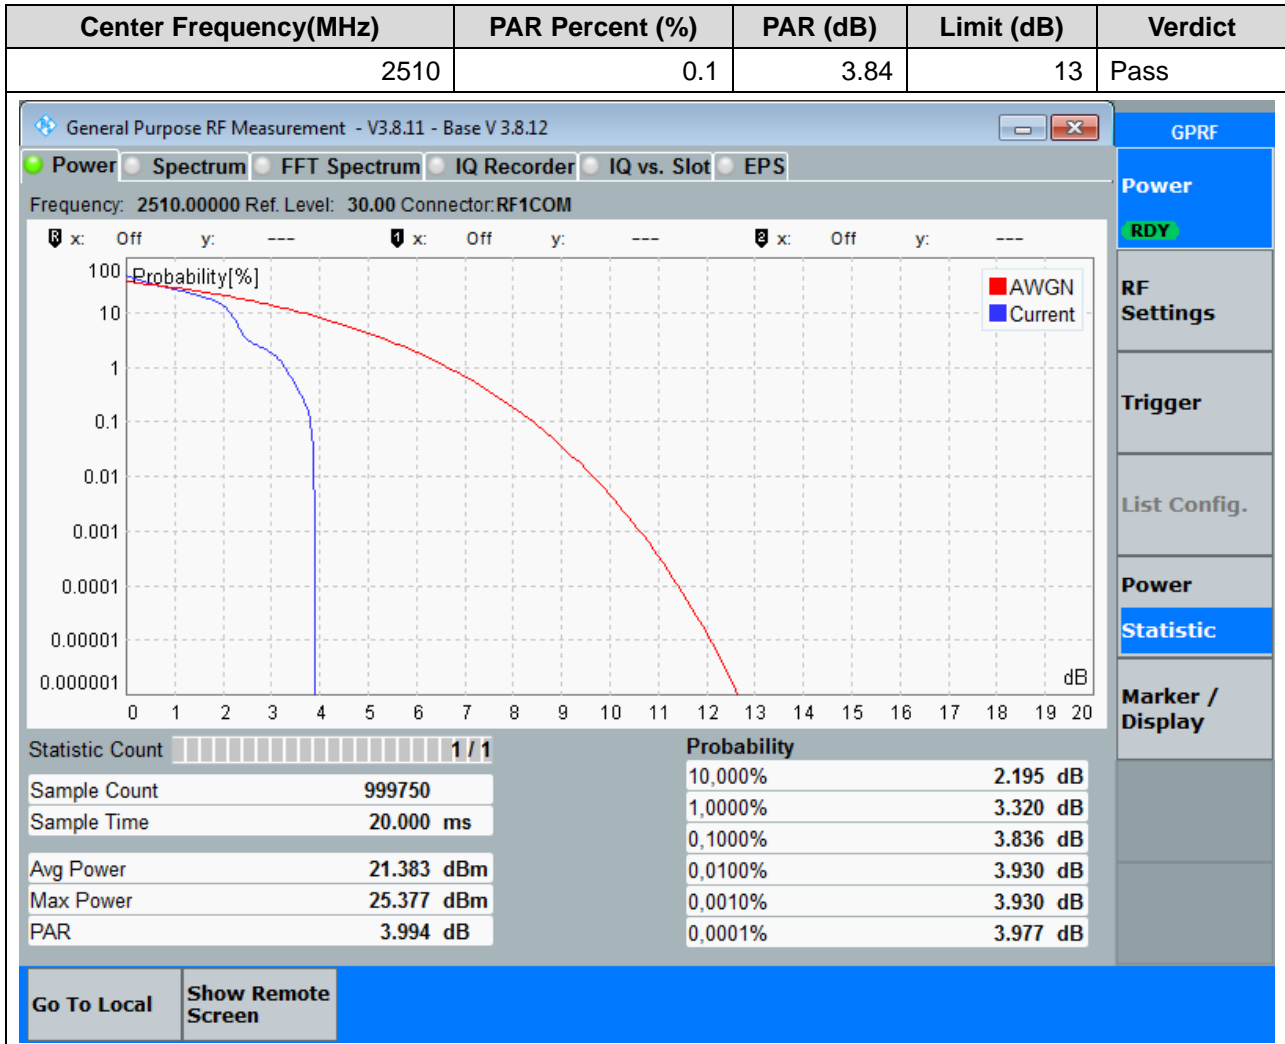 Center Frequency(MHz) PAR Percent (%) PAR (dB) Limit (dB) Verdict
2510 0.1 3.84 13 Pass
General Purpose RF Measurement - V3.8.11 - Base V 3.8.12
GPRF
Power Spectrum FFT Spectrum IQ Recorder IQ vs. Slot EPS
Power
RDY
Frequency: 2510.00000 Ref. Level: 30.00 Connector:RF1COM
R x: Off y: --- 1 x: Off y: --- 2 x: Off y: ---
Probability[%]
AWGN
Current
100
10
1
0.1
0.01
0.001
0.0001
0.00001
0.000001
dB
0 1 2 3 4 5 6 7 8 9 10 11 12 13 14 15 16 17 18 19 20
RF
Settings
Trigger
List Config.
Power
Statistic
Marker /
Display
Statistic Count 1 / 1
Sample Count 999750
Sample Time 20.000 ms
Avg Power 21.383 dBm
Max Power 25.377 dBm
PAR 3.994 dB
Probability
10,000% 2.195 dB
1,0000% 3.320 dB
0,1000% 3.836 dB
0,0100% 3.930 dB
0,0010% 3.930 dB
0,0001% 3.977 dB
Go To Local
Show Remote
Screen